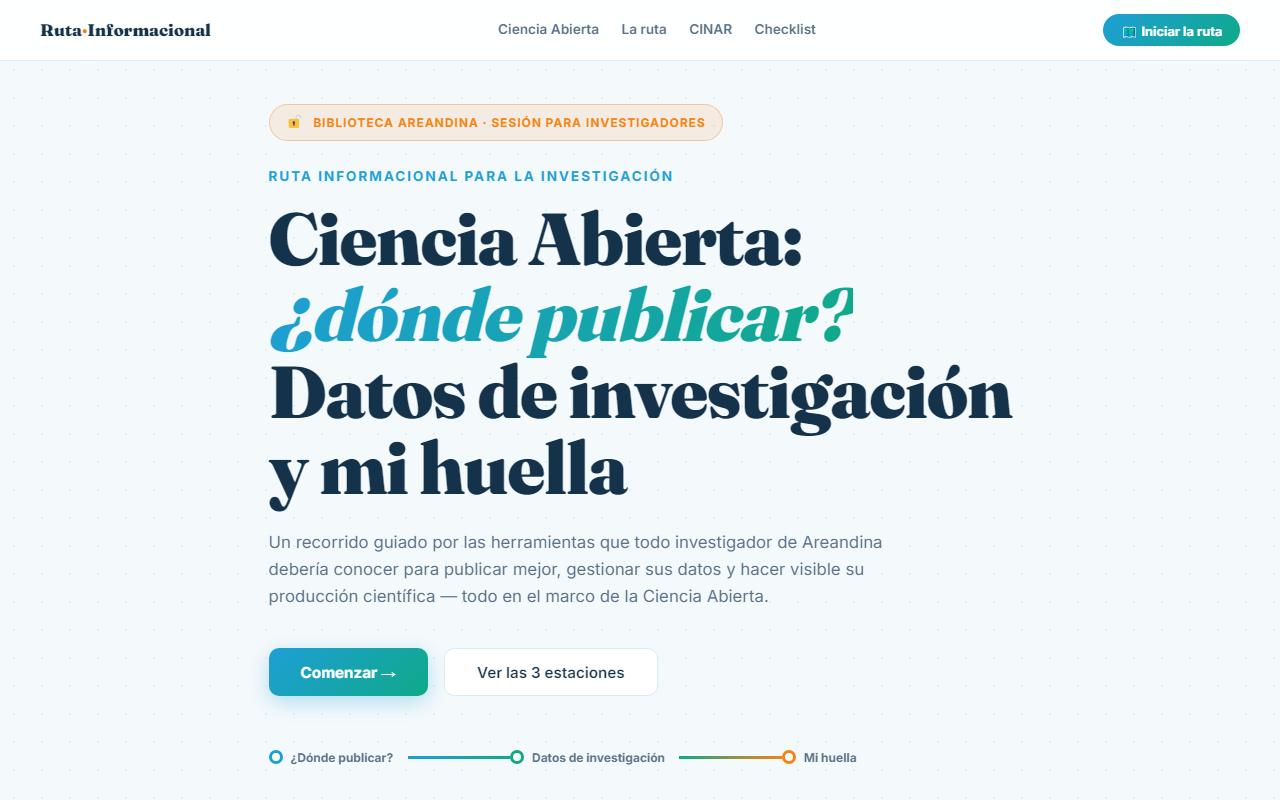 Ruta·Informacional
Ciencia Abierta
La ruta
CINAR
Checklist
Iniciar la ruta
BIBLIOTECA AREANDINA · SESIÓN PARA INVESTIGADORES
RUTA INFORMACIONAL PARA LA INVESTIGACIÓN
Ciencia Abierta:
¿dónde publicar?
Datos de investigación
y mi huella
Un recorrido guiado por las herramientas que todo investigador de Areandina
debería conocer para publicar mejor, gestionar sus datos y hacer visible su
producción científica — todo en el marco de la Ciencia Abierta.
Comenzar →
Ver las 3 estaciones
¿Dónde publicar?
Datos de investigación
Mi huella